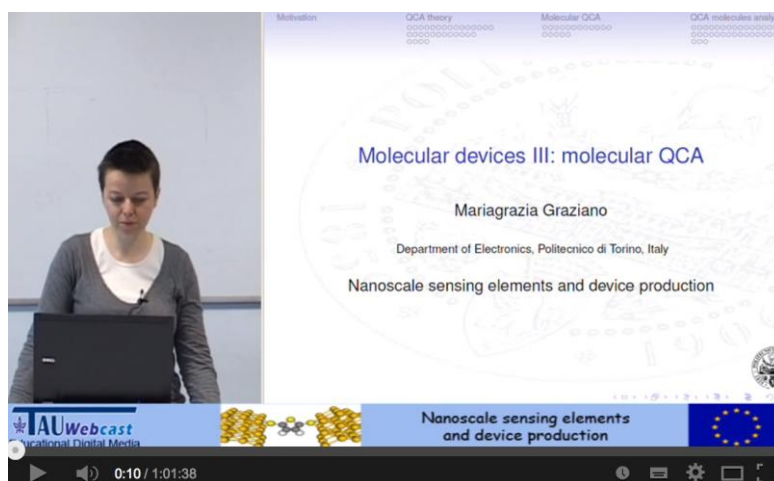 Motivation
QCA theory
Molecular QCA
QCA molecules analy
Molecular devices III: molecular QCA
Mariagrazia Graziano
Department of Electronics, Politecnico di Torino, Italy
Nanoscale sensing elements and device production
TAUWebcast
Educational Digital Media
Nanoscale sensing elements
and device production
0:10 / 1:01:38